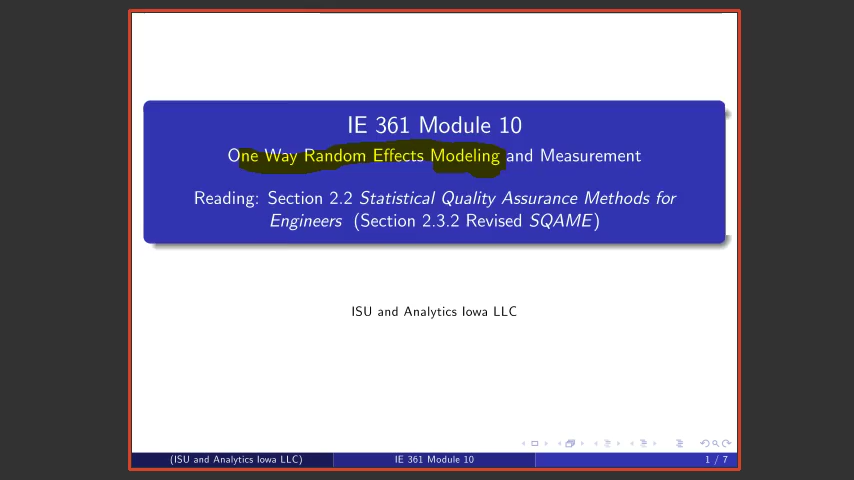 IE 361 Module 10
One Way Random Effects Modeling and Measurement
Reading: Section 2.2 Statistical Quality Assurance Methods for
Engineers (Section 2.3.2 Revised SQAME)
ISU and Analytics Iowa LLC
(ISU and Analytics Iowa LLC) IE 361 Module 10 1 / 7